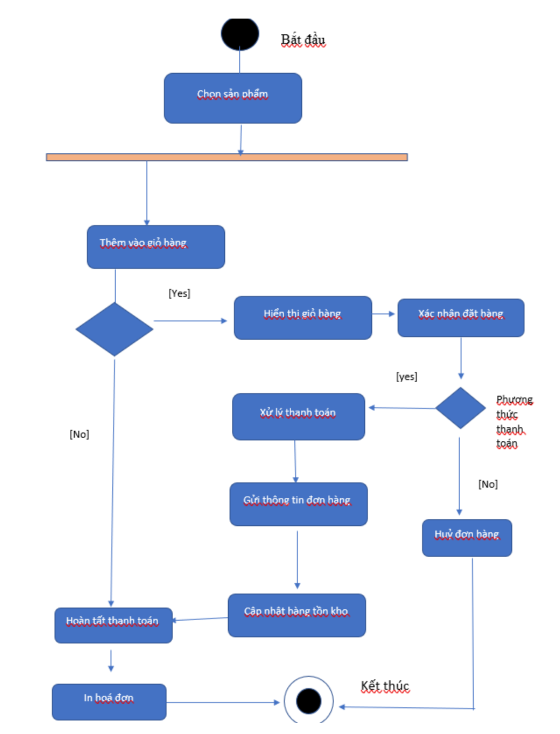 Bắt đầu
Chọn sản phẩm
Thêm vào giỏ hàng
[Yes]
Hiển thị giỏ hàng
Xác nhận đăt hàng
[yes]
Phương
thức
thanh
toán
Xử lý thanh toán
[No]
[No]
Gửi thông tin đơn hàng
Huỷ đơn hàng
Cập nhật hàng tồn kho
Hoàn tất thanh toán
Kết thúc
In hoá đơn